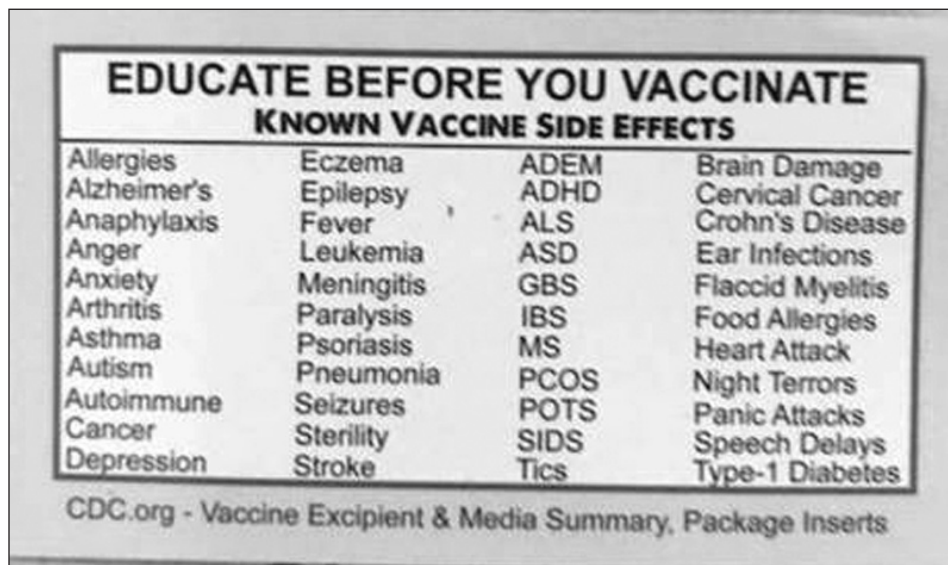 EDUCATE BEFORE YOU VACCINATE
KNOWN VACCINE SIDE EFFECTS
Allergies Eczema ADEM Brain Damage
Alzheimer's Epilepsy ADHD Cervical Cancer
Anaphylaxis Fever ALS Crohn's Disease
Anger Leukemia ASD Ear Infections
Anxiety Meningitis GBS Flaccid Myelitis
Arthritis Paralysis IBS Food Allergies
Asthma Psoriasis MS Heart Attack
Autism Pneumonia PCOS Night Terrors
Autoimmune Seizures POTS Panic Attacks
Cancer Sterility SIDS Speech Delays
Depression Stroke Tics Type-1 Diabetes
CDC.org - Vaccine Excipient & Media Summary, Package Inserts